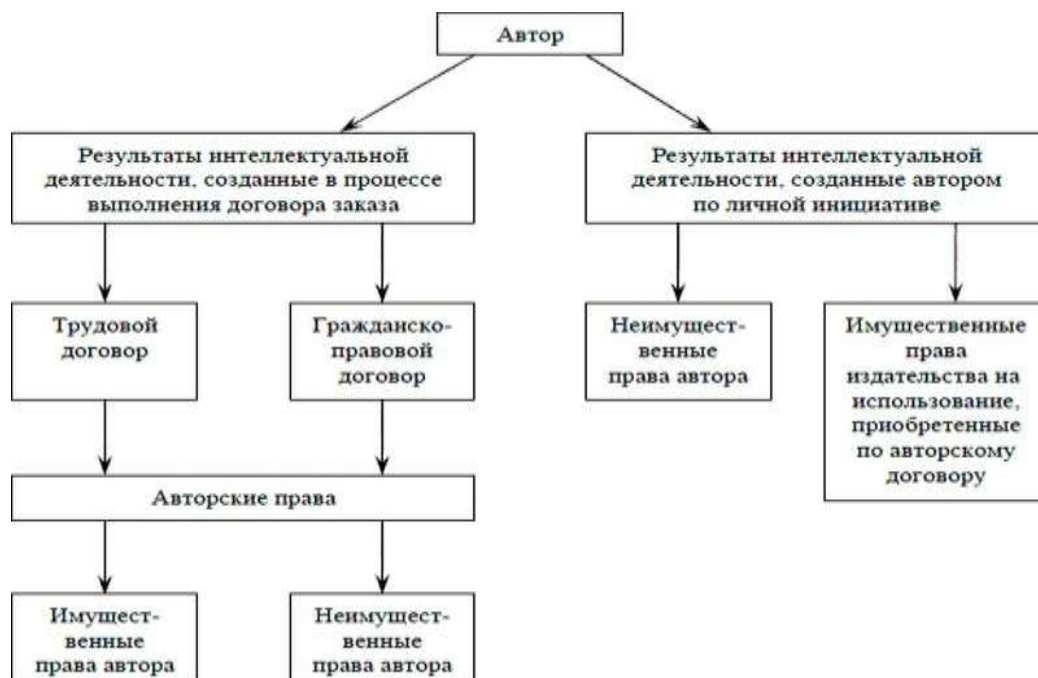 Автор
Результаты интеллектуальной
деятельности, созданные в процессе
выполнения договора заказа
Результаты интеллектуальной
деятельности, созданные автором
по личной инициативе
Трудовой
договор
Гражданско-
правовой
договор
Неимущест-
венные
права автора
Имущественные
права
издательства на
использование,
приобретенные
по авторскому
договору
Авторские права
Имущест-
венные
права автора
Неимущест-
венные
права автора